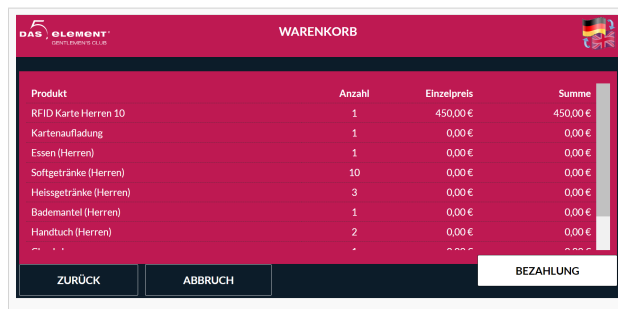 DAS 5. ELEMENT
GENTLEMEN'S CLUB
WARENKORB
Produkt Anzahl Einzelpreis Summe
RFID Karte Herren 10 1 450,00 € 450,00 €
Kartenaufladung 1 0,00 € 0,00 €
Essen (Herren) 1 0,00 € 0,00 €
Softgetränke (Herren) 10 0,00 € 0,00 €
Heissgetränke (Herren) 3 0,00 € 0,00 €
Bademantel (Herren) 1 0,00 € 0,00 €
Handtuch (Herren) 2 0,00 € 0,00 €
ZURÜCK ABBRUCH BEZAHLUNG